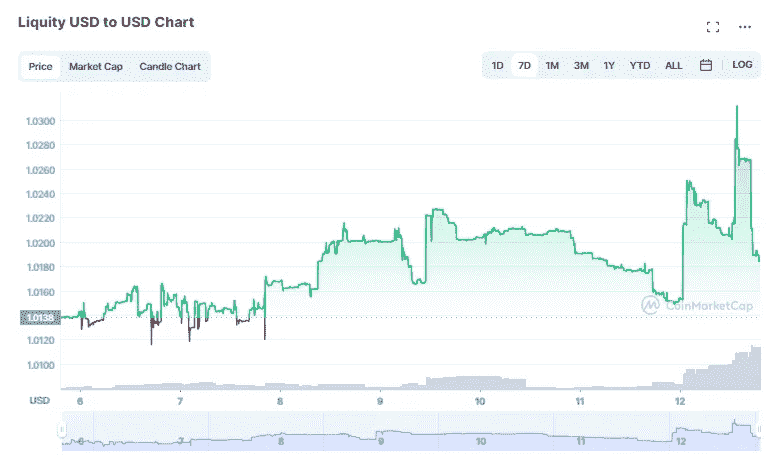 Liquity USD to USD Chart
Price Market Cap Candle Chart
1D 7D 1M 3M 1Y YTD ALL LOG
1.0300
1.0280
1.0260
1.0240
1.0220
1.0200
1.0180
1.0160
1.0138
1.0120
1.0100
CoinMarketCap
USD 6 7 8 9 10 11 12
6 7 8 9 10 11 12